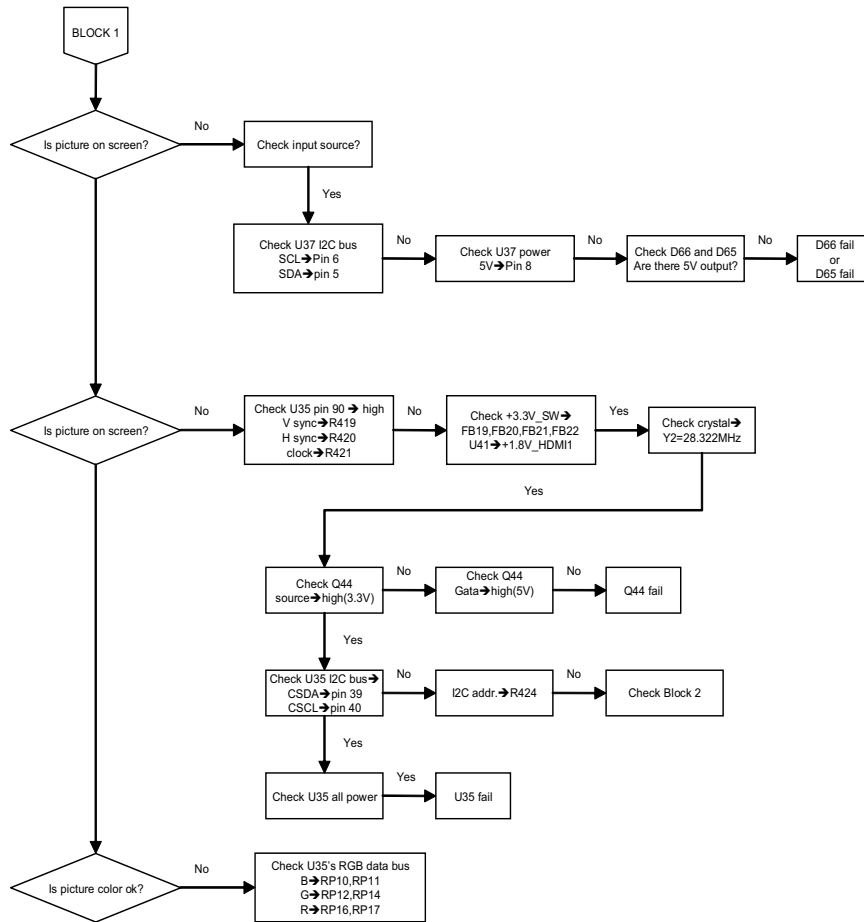 BLOCK 1
Is picture on screen?
No
Check input source?
Yes
Check U37 I2C bus
SCL➔Pin 6
SDA➔pin 5
No
Check U37 power
5V➔Pin 8
No
Check D66 and D65
Are there 5V output?
No
D66 fail
or
D65 fail
Is picture on screen?
No
Check U35 pin 90 ➔ high
V sync➔R419
H sync➔R420
clock➔R421
No
Check +3.3V_SW➔
FB19,FB20,FB21,FB22
U41➔+1.8V_HDMI1
Yes
Check crystal➔
Y2=28.322MHz
Yes
Check Q44
source➔high(3.3V)
No
Check Q44
Gata➔high(5V)
No
Q44 fail
Yes
Check U35 I2C bus➔
CSDA➔pin 39
CSCL➔pin 40
No
I2C addr.➔R424
No
Check Block 2
Yes
Check U35 all power
Yes
U35 fail
Is picture color ok?
No
Check U35's RGB data bus
B➔RP10,RP11
G➔RP12,RP14
R➔RP16,RP17